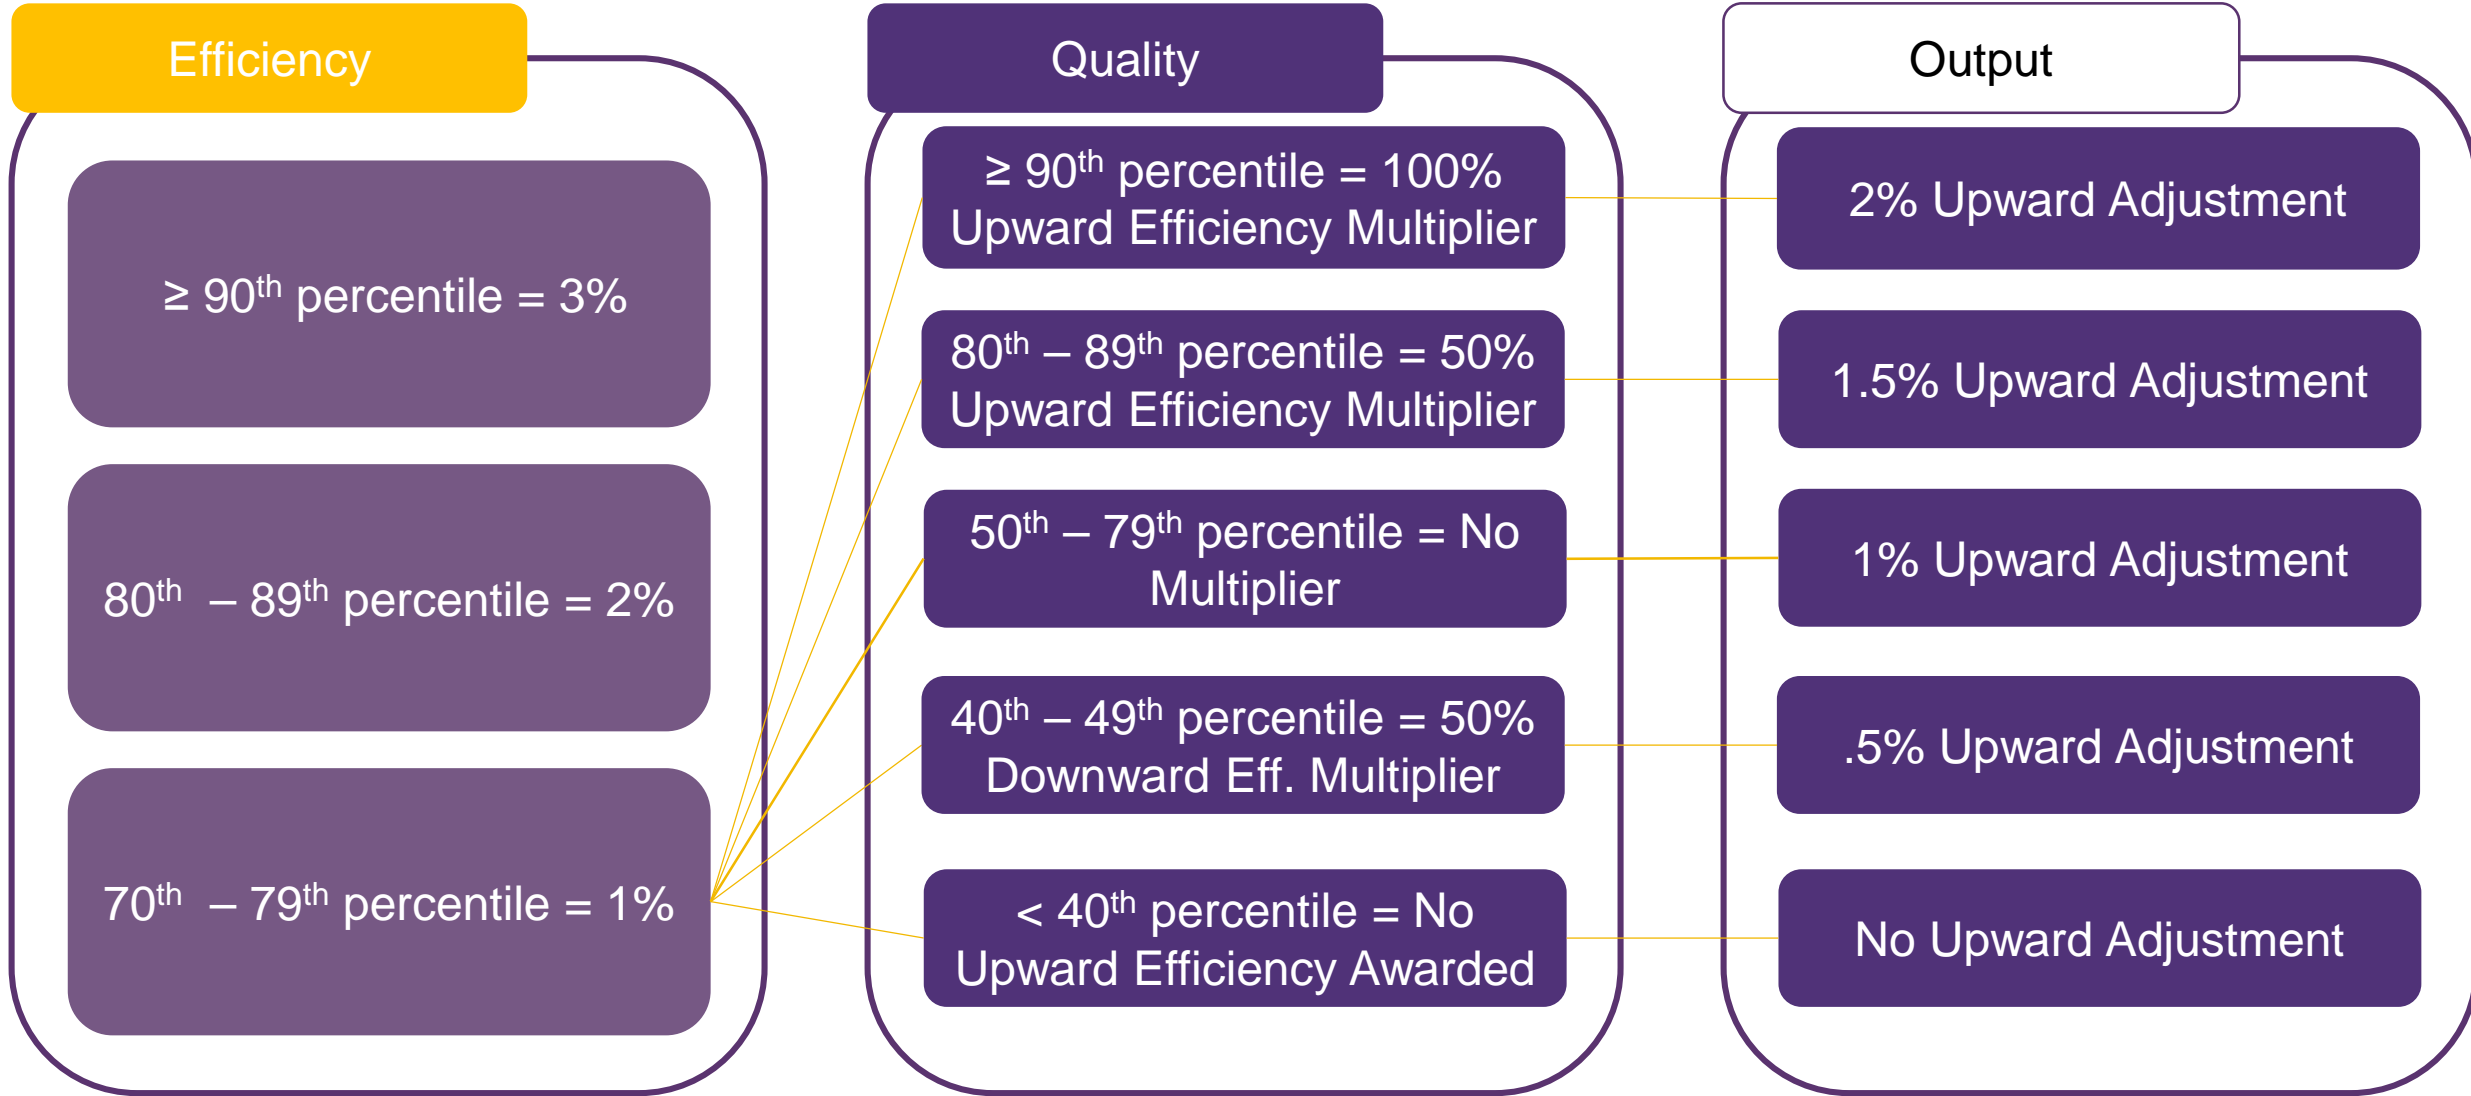 Efficiency
≥ 90th percentile = 3%
80th – 89th percentile = 2%
70th – 79th percentile = 1%
Quality
≥ 90th percentile = 100%
Upward Efficiency Multiplier
80th – 89th percentile = 50%
Upward Efficiency Multiplier
50th – 79th percentile = No
Multiplier
40th – 49th percentile = 50%
Downward Eff. Multiplier
< 40th percentile = No
Upward Efficiency Awarded
Output
2% Upward Adjustment
1.5% Upward Adjustment
1% Upward Adjustment
.5% Upward Adjustment
No Upward Adjustment